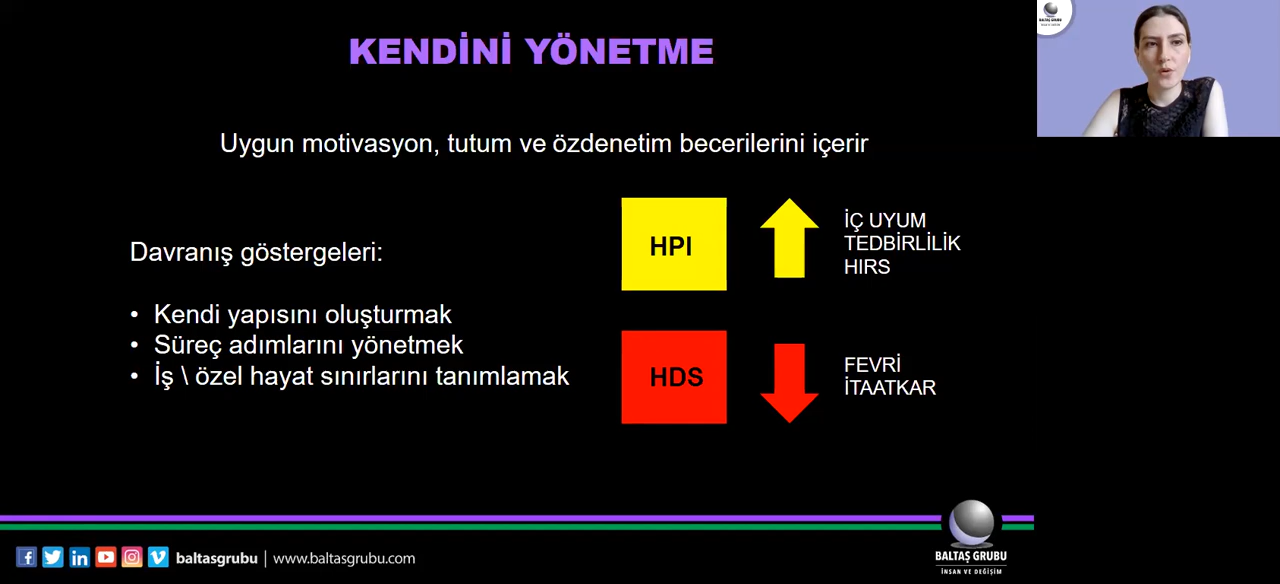 KENDİNİ YÖNETME
Uygun motivasyon, tutum ve özdenetim becerilerini içerir
Davranış göstergeleri:
• Kendi yapısını oluşturmak
• Süreç adımlarını yönetmek
• İş \ özel hayat sınırlarını tanımlamak
HPI
İÇ UYUM
TEDBİRLİLİK
HIRS
HDS
FEVRİ
İTAATKAR
baltasgrubu | www.baltasgrubu.com
BALTAŞ GRUBU
İNSAN VE DEĞİŞİM
BALTAŞ GRUBU